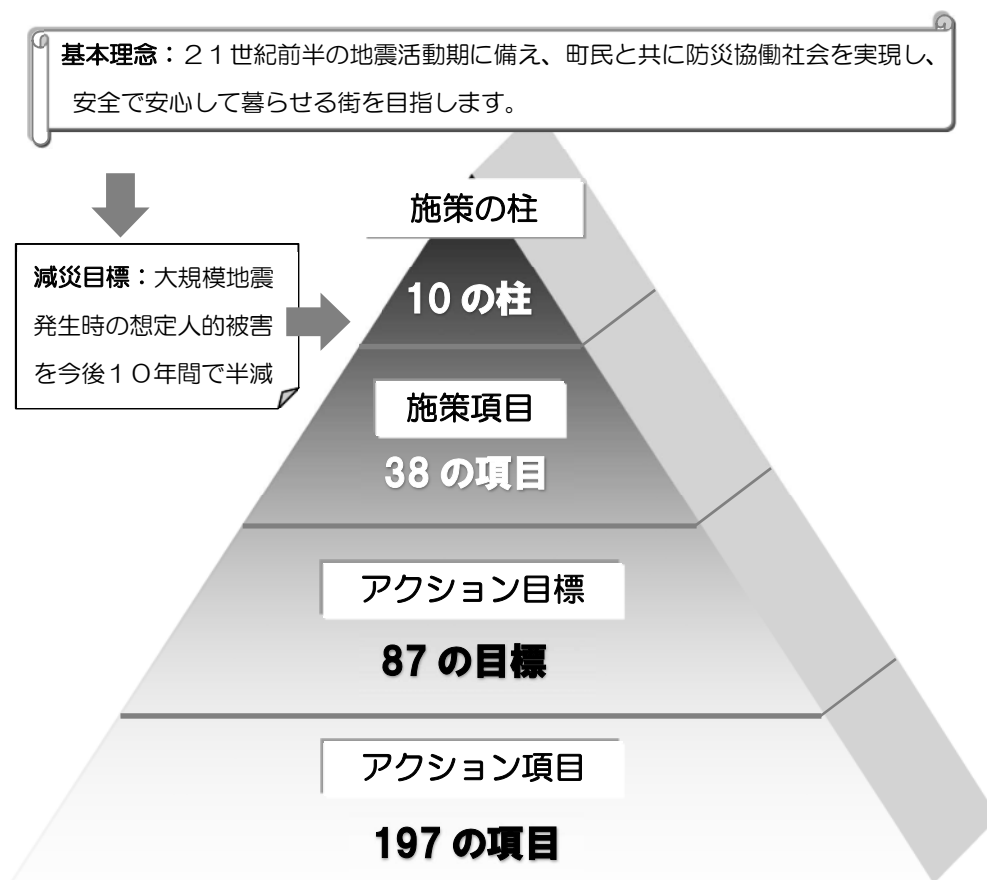 基本理念：２１世紀前半の地震活動期に備え、町民と共に防災協働社会を実現し、
安全で安心して暮らせる街を目指します。
施策の柱
減災目標：大規模地震
発生時の想定人的被害
を今後１０年間で半減
10 の柱
施策項目
38 の項目
アクション目標
87 の目標
アクション項目
197 の項目